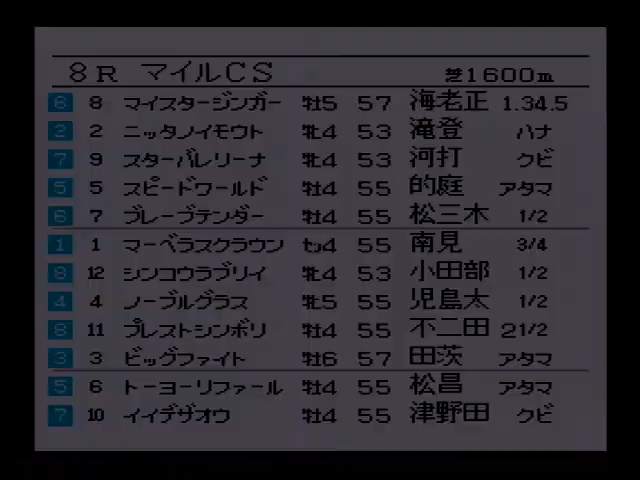 8R マイルCS 芝1600m
6 8 マイスタージンガー 牡5 57 海老正 1.34.5
2 2 ニッタノイモウト 牝4 53 滝登 ハナ
7 9 スターバレリーナ 牝4 53 河打 クビ
5 5 スピードワールド 牡4 55 的庭 アタマ
6 7 ブレーブテンダー 牡4 55 松三木 1/2
1 1 マーベラスクラウン セン4 55 南見 3/4
8 12 シンコウラブリイ 牝4 53 小田部 1/2
4 4 ノーブルグラス 牝5 55 児島太 1/2
8 11 プレストシンボリ 牡4 55 不二田 2 1/2
3 3 ビッグファイト 牡6 57 田茨 アタマ
5 6 トーヨーリファール 牡4 55 松昌 アタマ
7 10 イイデザオウ 牡4 55 津野田 クビ